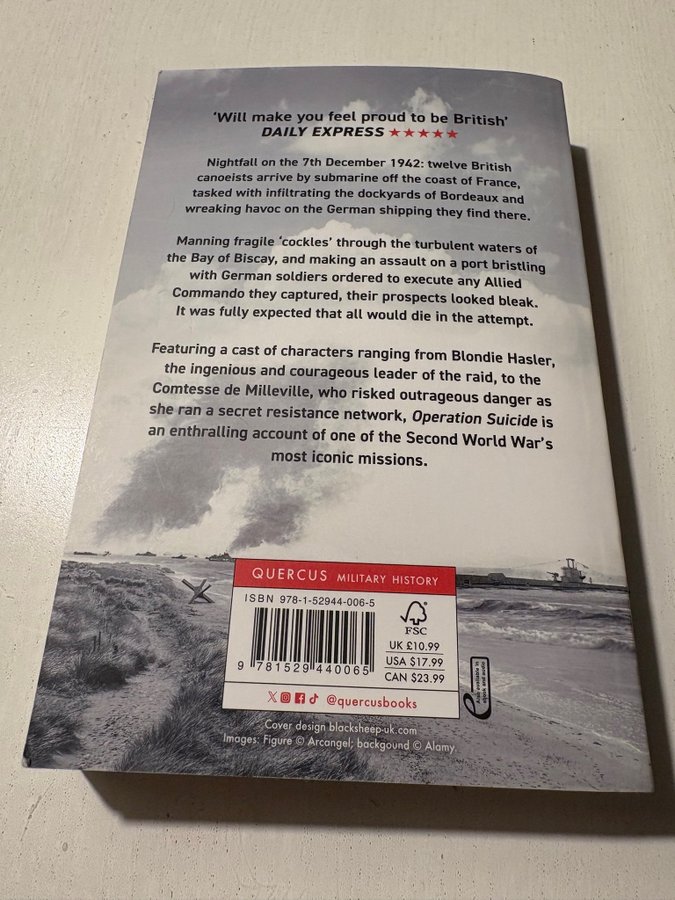 ‘Will make you feel proud to be British’
DAILY EXPRESS ★★★★★
Nightfall on the 7th December 1942: twelve British
canoeists arrive by submarine off the coast of France,
tasked with infiltrating the dockyards of Bordeaux and
wreaking havoc on the German shipping they find there.
Manning fragile ‘cockles’ through the turbulent waters of
the Bay of Biscay, and making an assault on a port bristling
with German soldiers ordered to execute any Allied
Commando they captured, their prospects looked bleak.
It was fully expected that all would die in the attempt.
Featuring a cast of characters ranging from Blondie Hasler,
the ingenious and courageous leader of the raid, to the
Comtesse de Milleville, who risked outrageous danger as
she ran a secret resistance network, Operation Suicide is
an enthralling account of one of the Second World War’s
most iconic missions.
QUERCUS MILITARY HISTORY
ISBN 978-1-52944-006-5
9 781529 440065
FSC
UK £10.99
USA $17.99
CAN $23.99
@quercusbooks
e
Also available in
ebook and audio
Cover design blacksheep-uk.com
Images: Figure © Arcangel; backgound © Alamy.